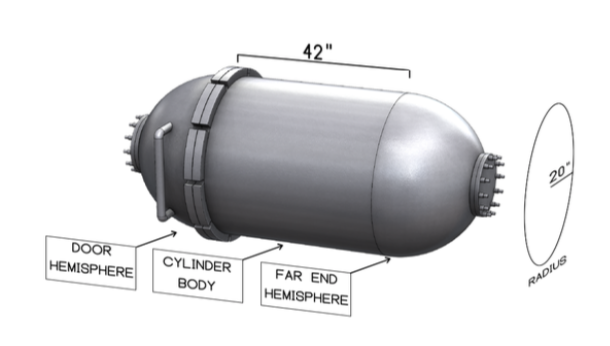 42"
20"
RADIUS
DOOR
HEMISPHERE
CYLINDER
BODY
FAR END
HEMISPHERE